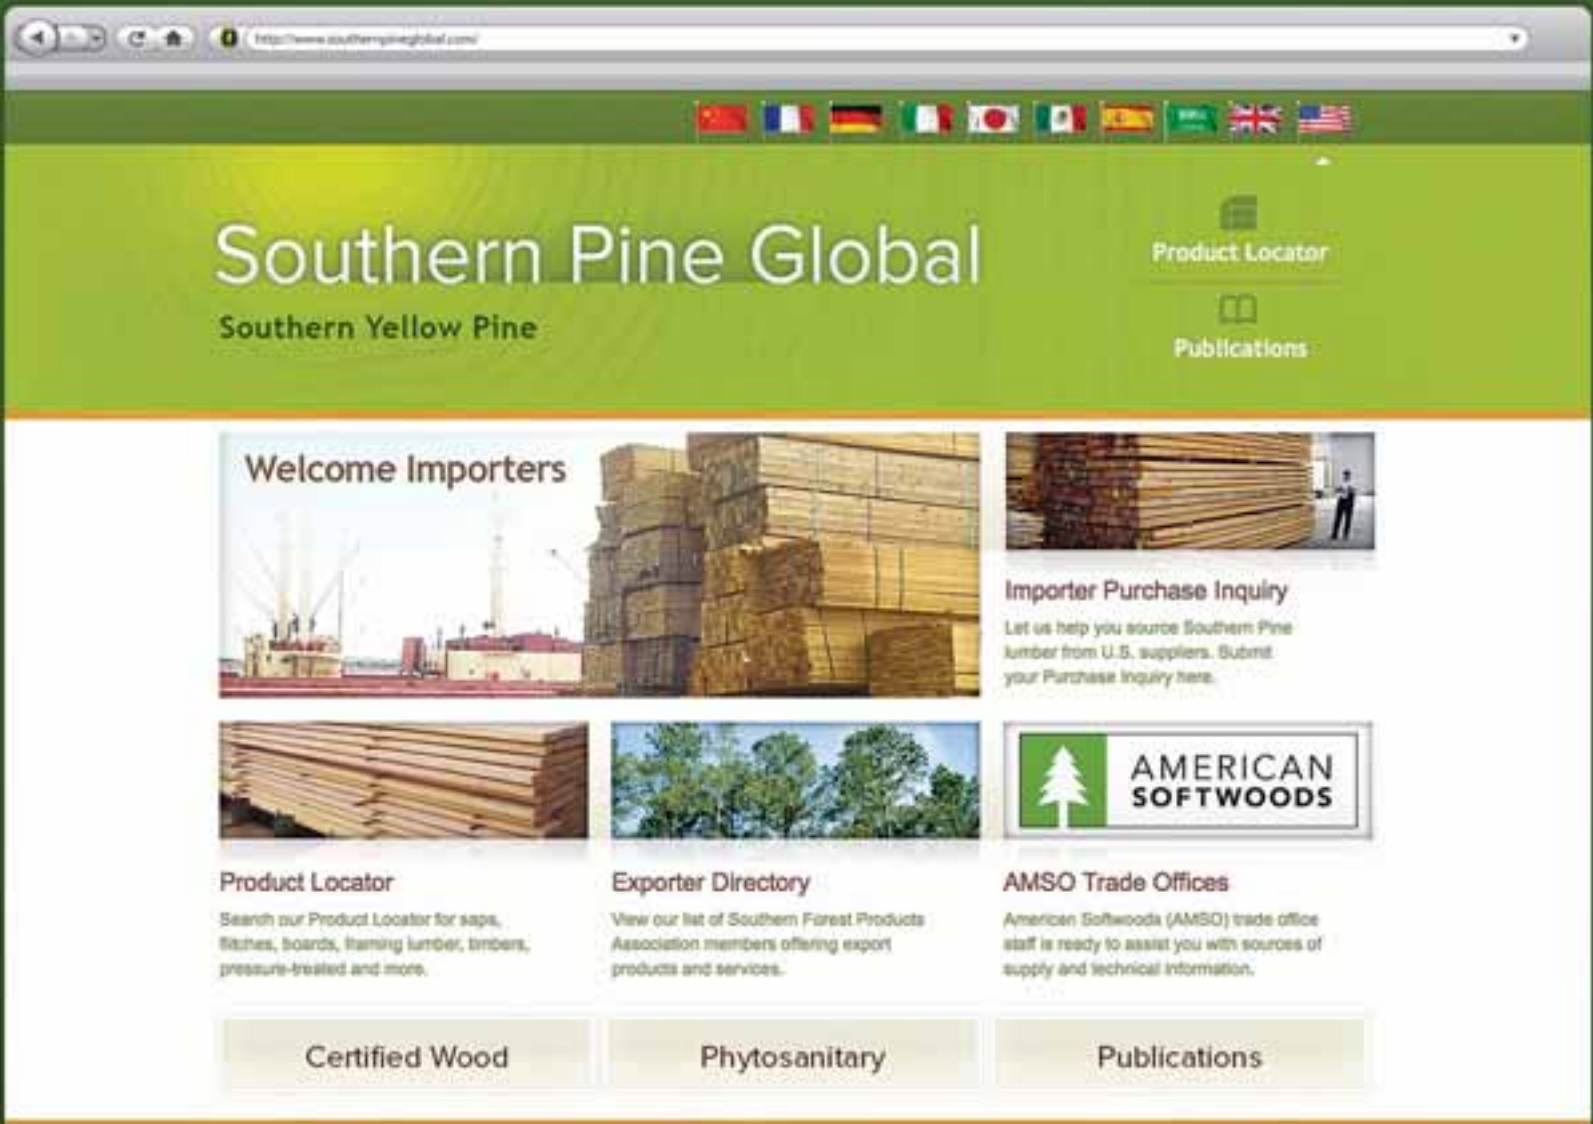 http://www.southernpineglobal.com/
Southern Pine Global
Southern Yellow Pine
Product Locator
Publications
Welcome Importers
Importer Purchase Inquiry
Let us help you source Southern Pine
lumber from U.S. suppliers. Submit
your Purchase Inquiry here.
AMERICAN
SOFTWOODS
Product Locator
Search our Product Locator for saps,
flitches, boards, framing lumber, timbers,
pressure-treated and more.
Exporter Directory
View our list of Southern Forest Products
Association members offering export
products and services.
AMSO Trade Offices
American Softwoods (AMSO) trade office
staff is ready to assist you with sources of
supply and technical information.
Certified Wood
Phytosanitary
Publications